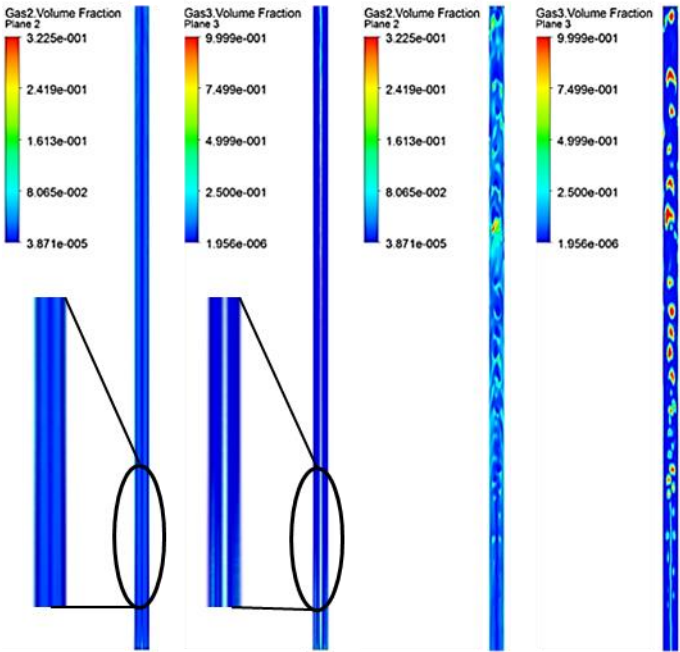 Gas2.Volume Fraction
Plane 2
3.225e-001
2.419e-001
1.613e-001
8.065e-002
3.871e-005
Gas3.Volume Fraction
Plane 3
9.999e-001
7.499e-001
4.999e-001
2.500e-001
1.956e-006
Gas2.Volume Fraction
Plane 2
3.225e-001
2.419e-001
1.613e-001
8.065e-002
3.871e-005
Gas3.Volume Fraction
Plane 3
9.999e-001
7.499e-001
4.999e-001
2.500e-001
1.956e-006